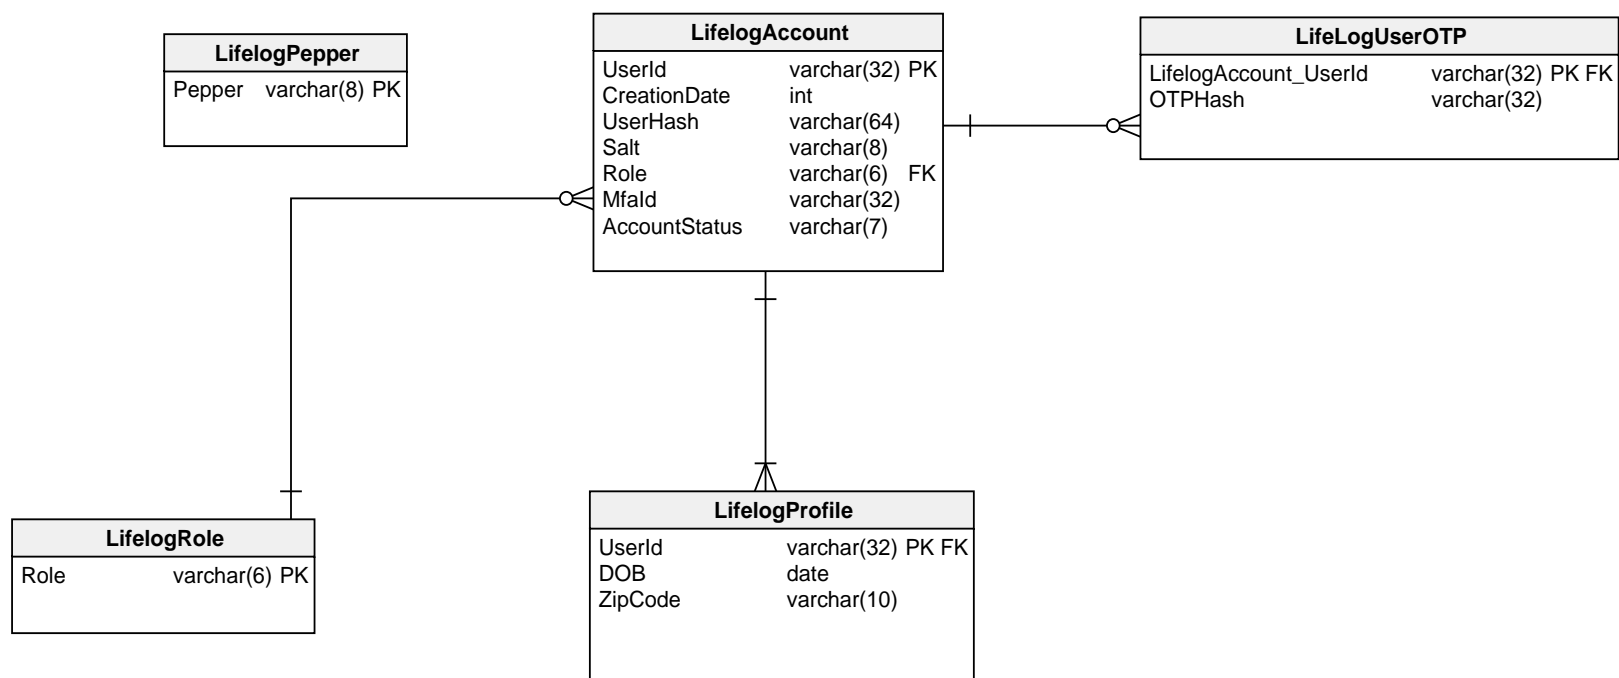 LifelogPepper
Pepper varchar(8) PK
LifelogAccount
UserId varchar(32) PK
CreationDate int
UserHash varchar(64)
Salt varchar(8)
Role varchar(6) FK
MfaId varchar(32)
AccountStatus varchar(7)
LifeLogUserOTP
LifelogAccount_UserId varchar(32) PK FK
OTPHash varchar(32)
LifelogRole
Role varchar(6) PK
LifelogProfile
UserId varchar(32) PK FK
DOB date
ZipCode varchar(10)